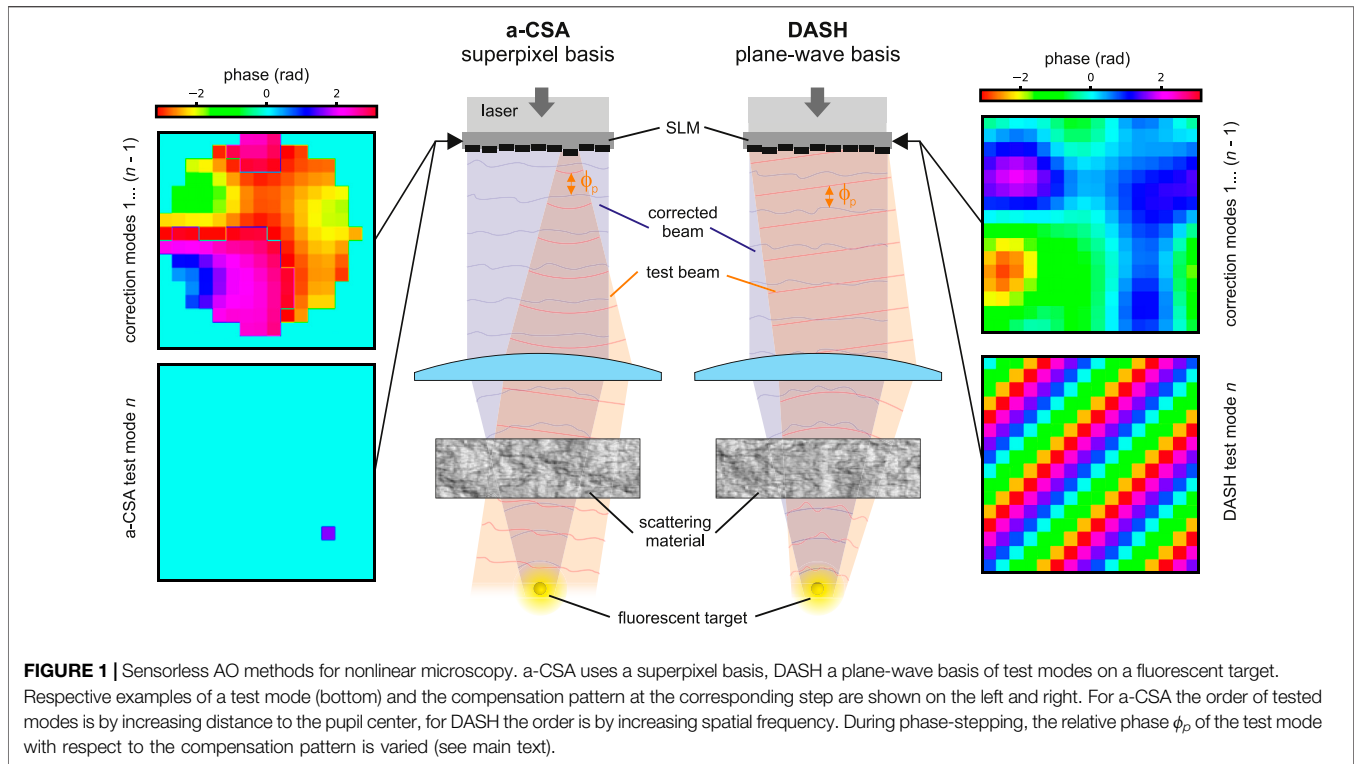 a-CSA
superpixel basis
DASH
plane-wave basis
phase (rad)
−2 0 2
phase (rad)
−2 0 2
laser
SLM
correction modes 1... (n - 1)
ϕp
corrected
beam
test beam
ϕp
correction modes 1... (n - 1)
a-CSA test mode n
scattering
material
DASH test mode n
fluorescent target
FIGURE 1 | Sensorless AO methods for nonlinear microscopy. a-CSA uses a superpixel basis, DASH a plane-wave basis of test modes on a fluorescent target.
Respective examples of a test mode (bottom) and the compensation pattern at the corresponding step are shown on the left and right. For a-CSA the order of tested
modes is by increasing distance to the pupil center, for DASH the order is by increasing spatial frequency. During phase-stepping, the relative phase ϕp of the test mode
with respect to the compensation pattern is varied (see main text).